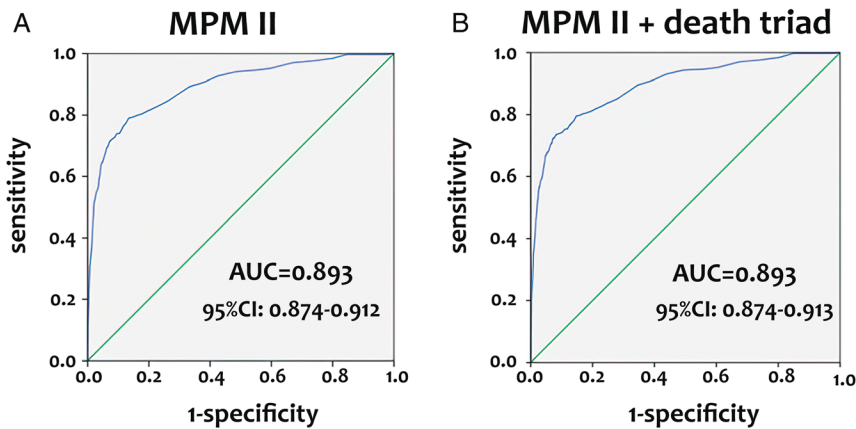 A
MPM II
sensitivity
1.0
0.8
0.6
0.4
0.2
0.0
AUC=0.893
95%CI: 0.874-0.912
0.0 0.2 0.4 0.6 0.8 1.0
1-specificity
B
MPM II + death triad
sensitivity
1.0
0.8
0.6
0.4
0.2
0.0
AUC=0.893
95%CI: 0.874-0.913
0.0 0.2 0.4 0.6 0.8 1.0
1-specificity